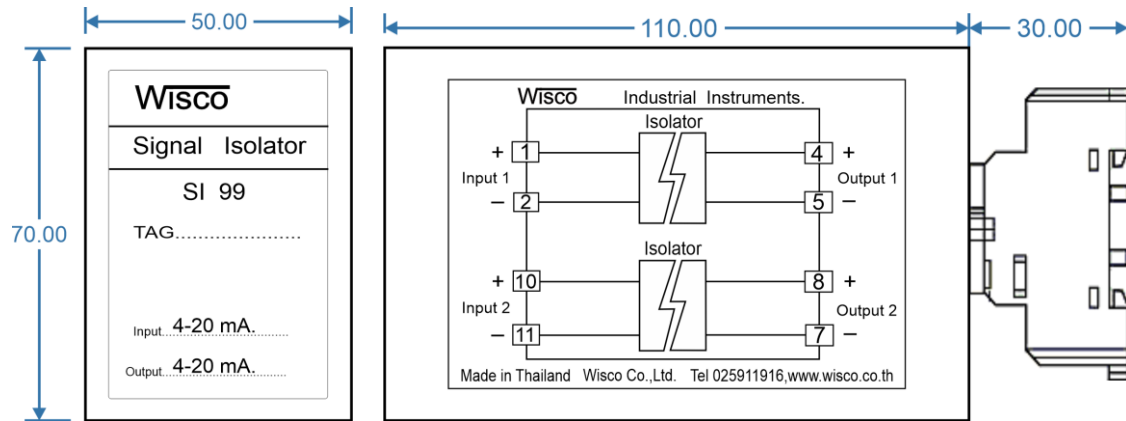 50.00
110.00
30.00
70.00
Wisco
Signal Isolator
SI 99
TAG......................
Input 4-20 mA.
Output 4-20 mA.
Wisco Industrial Instruments.
Isolator
+ 1 4 +
Input 1 Output 1
− 2 5 −
Isolator
+ 10 8 +
Input 2 Output 2
− 11 7 −
Made in Thailand Wisco Co.,Ltd. Tel 025911916,www.wisco.co.th